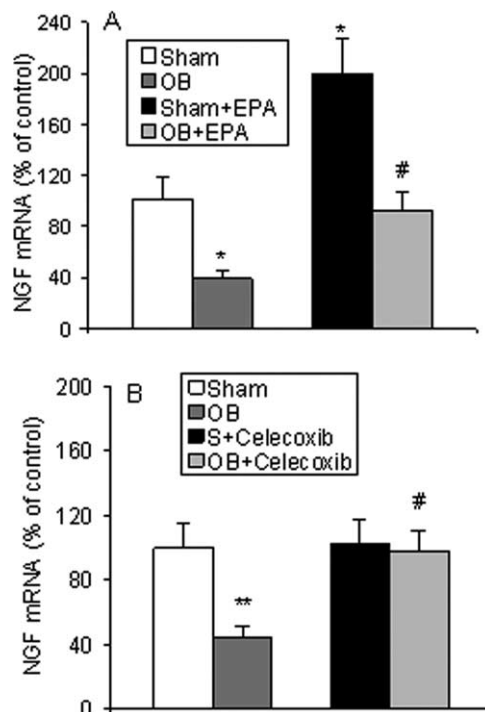 A
240
200
160
120
80
40
0
NGF mRNA (% of control)
Sham
OB
Sham+EPA
OB+EPA
*
*
#
B
200
160
120
80
40
0
NGF mRNA (% of control)
Sham
OB
S+Celecoxib
OB+Celecoxib
**
#